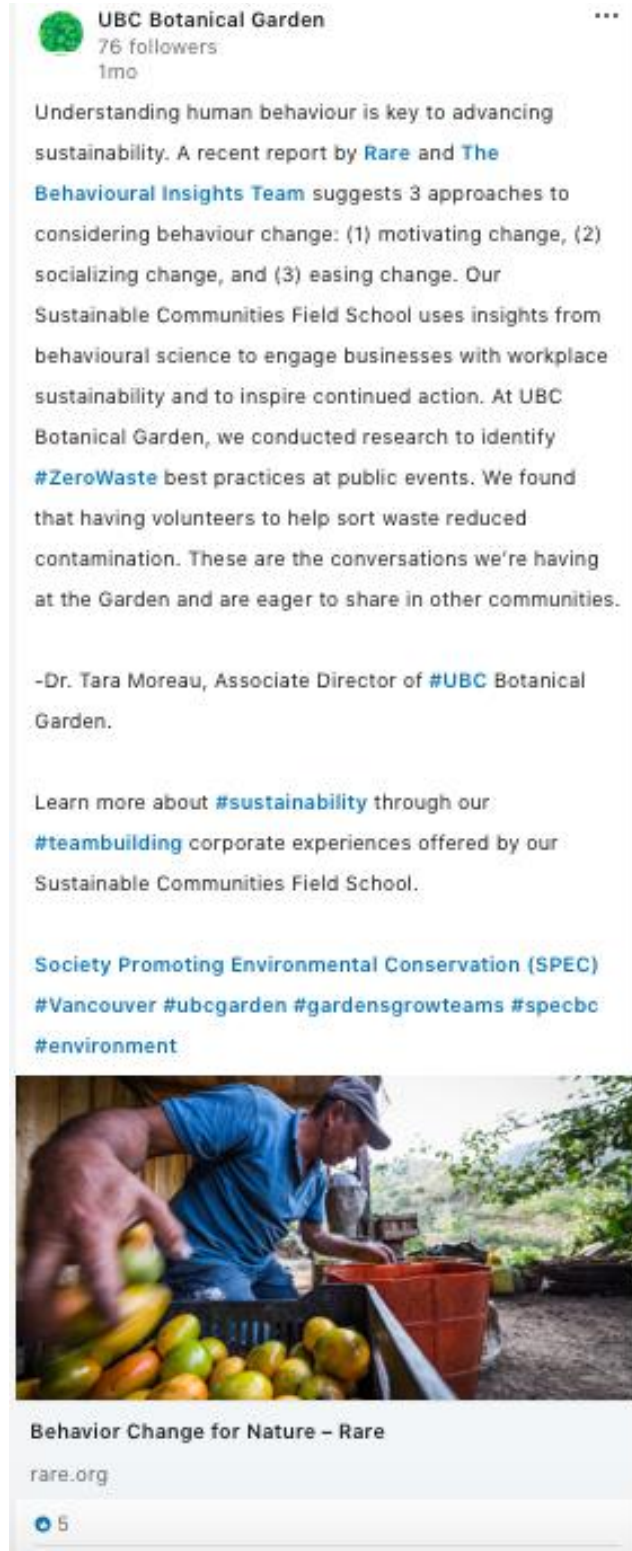 UBC Botanical Garden
76 followers
1mo
Understanding human behaviour is key to advancing
sustainability. A recent report by Rare and The
Behavioural Insights Team suggests 3 approaches to
considering behaviour change: (1) motivating change, (2)
socializing change, and (3) easing change. Our
Sustainable Communities Field School uses insights from
behavioural science to engage businesses with workplace
sustainability and to inspire continued action. At UBC
Botanical Garden, we conducted research to identify
#ZeroWaste best practices at public events. We found
that having volunteers to help sort waste reduced
contamination. These are the conversations we're having
at the Garden and are eager to share in other communities.
-Dr. Tara Moreau, Associate Director of #UBC Botanical
Garden.
Learn more about #sustainability through our
#teambuilding corporate experiences offered by our
Sustainable Communities Field School.
Society Promoting Environmental Conservation (SPEC)
#Vancouver #ubcgarden #gardensgrowteams #specbc
#environment
Behavior Change for Nature – Rare
rare.org
5